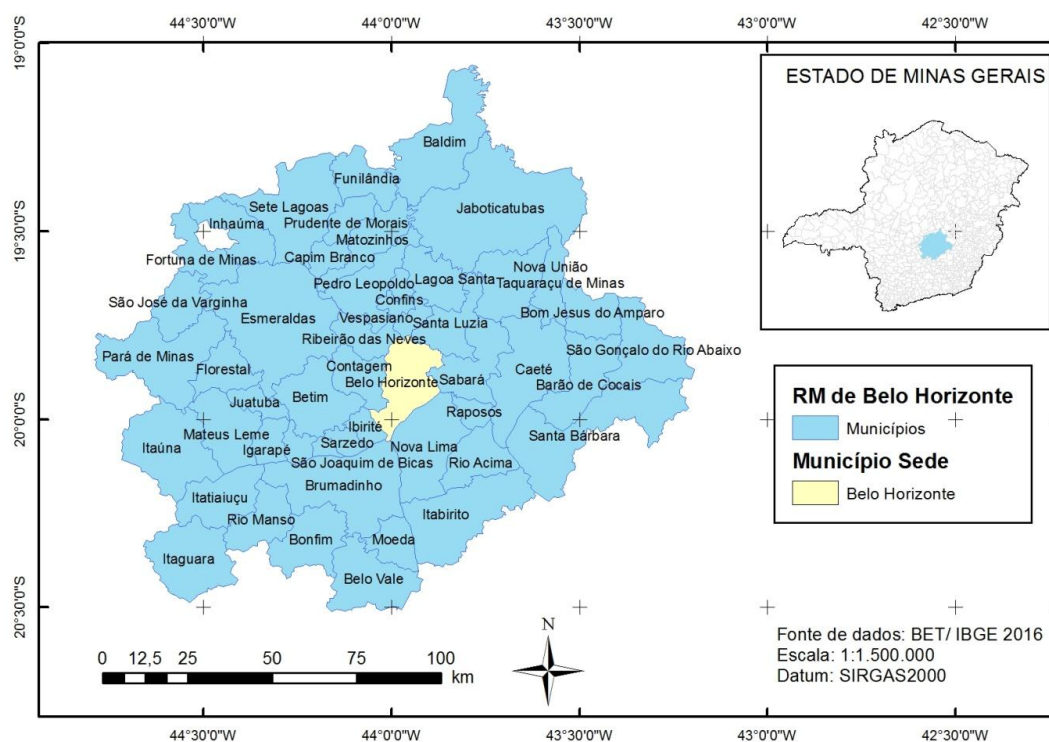 44°30'0"W 44°0'0"W 43°30'0"W 43°0'0"W 42°30'0"W
19°0'0"S
19°30'0"S
20°0'0"S
20°30'0"S
Baldim
Funilândia
Sete Lagoas
Jaboticatubas
Inhaúma
Prudente de Morais
Matozinhos
Fortuna de Minas
Capim Branco
Nova União
Pedro Leopoldo
Lagoa Santa
Taquaraçu de Minas
São José da Varginha
Confins
Esmeraldas
Vespasiano
Santa Luzia
Bom Jesus do Amparo
Ribeirão das Neves
Pará de Minas
São Gonçalo do Rio Abaixo
Florestal
Contagem
Caeté
Belo Horizonte
Sabará
Barão de Cocais
Juatuba
Betim
Raposos
Ibirité
Mateus Leme
Santa Bárbara
Itaúna
Igarapé
Sarzedo
Nova Lima
São Joaquim de Bicas
Rio Acima
Brumadinho
Itatiaiuçu
Itabirito
Rio Manso
Bonfim
Moeda
Itaguara
Belo Vale
ESTADO DE MINAS GERAIS
RM de Belo Horizonte
Municípios
Município Sede
Belo Horizonte
N
0 12,5 25 50 75 100
km
Fonte de dados: BET/ IBGE 2016
Escala: 1:1.500.000
Datum: SIRGAS2000
44°30'0"W 44°0'0"W 43°30'0"W 43°0'0"W 42°30'0"W